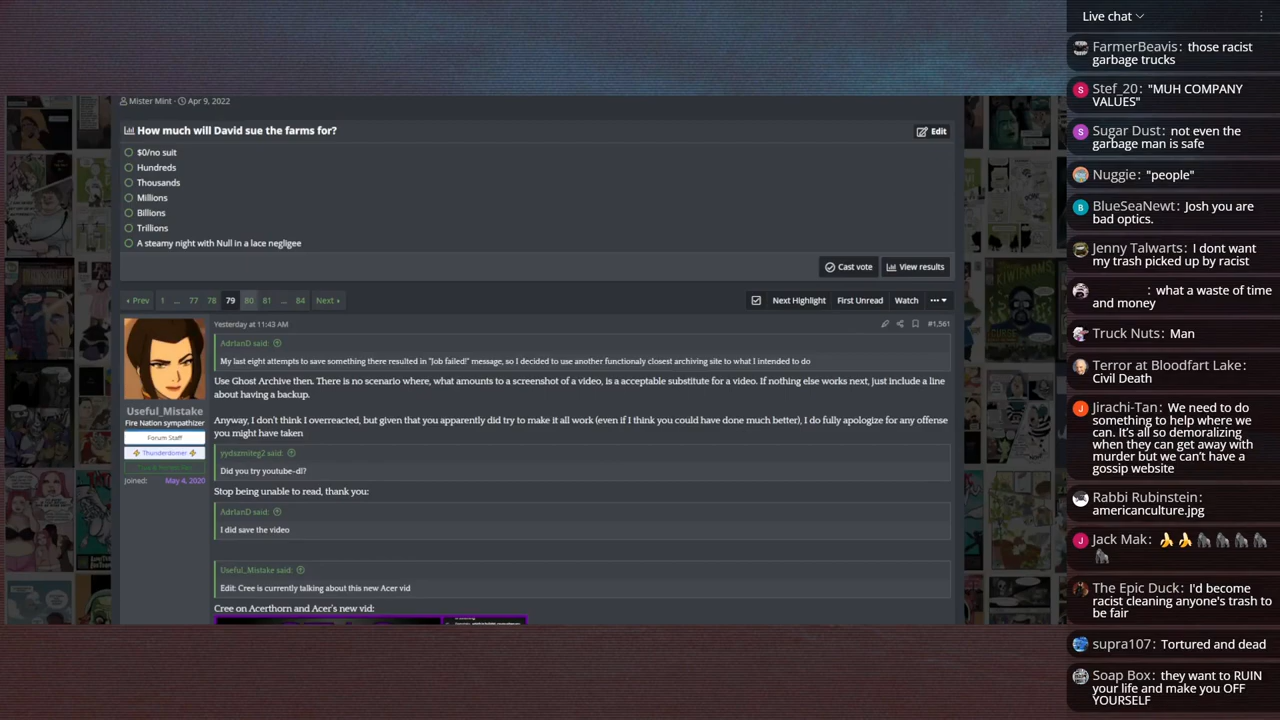 Mister Mint · Apr 9, 2022
How much will David sue the farms for?
Edit
$0/no suit
Hundreds
Thousands
Millions
Billions
Trillions
A steamy night with Null in a lace negligee
Cast vote
View results
Prev 1 ... 77 78 79 80 81 ... 84 Next
Next Highlight First Unread Watch
Yesterday at 11:43 AM
#1,561
AdrianD said:
My last eight attempts to save something there resulted in "Job failed!" message, so I decided to use another functionaly closest archiving site to what I intended to do
Use Ghost Archive then. There is no scenario where, what amounts to a screenshot of a video, is a acceptable substitute for a video. If nothing else works next, just include a line
about having a backup.
Anyway, I don't think I overreacted, but given that you apparently did try to make it all work (even if I think you could have done much better), I do fully apologize for any offense
you might have taken
Useful_Mistake
Fire Nation sympathizer
Forum Staff
Thunderdomer
Joined: May 4, 2020
yydszmiteg2 said:
Did you try youtube-dl?
Stop being unable to read, thank you:
AdrianD said:
I did save the video
Useful_Mistake said:
Edit: Cree is currently talking about this new Acer vid
Cree on Acerthorn and Acer's new vid:
Live chat
FarmerBeavis: those racist
garbage trucks
Stef_20: "MUH COMPANY
VALUES"
Sugar Dust: not even the
garbage man is safe
Nuggie: "people"
BlueSeaNewt: Josh you are
bad optics.
Jenny Talwarts: I dont want
my trash picked up by racist
: what a waste of time
and money
Truck Nuts: Man
Terror at Bloodfart Lake:
Civil Death
Jirachi-Tan: We need to do
something to help where we
can. It's all so demoralizing
when they can get away with
murder but we can't have a
gossip website
Rabbi Rubinstein:
americanculture.jpg
Jack Mak: 🍌🍌🦍🦍🦍🦍
🦍
The Epic Duck: I'd become
racist cleaning anyone's trash to
be fair
supra107: Tortured and dead
Soap Box: they want to RUIN
your life and make you OFF
YOURSELF